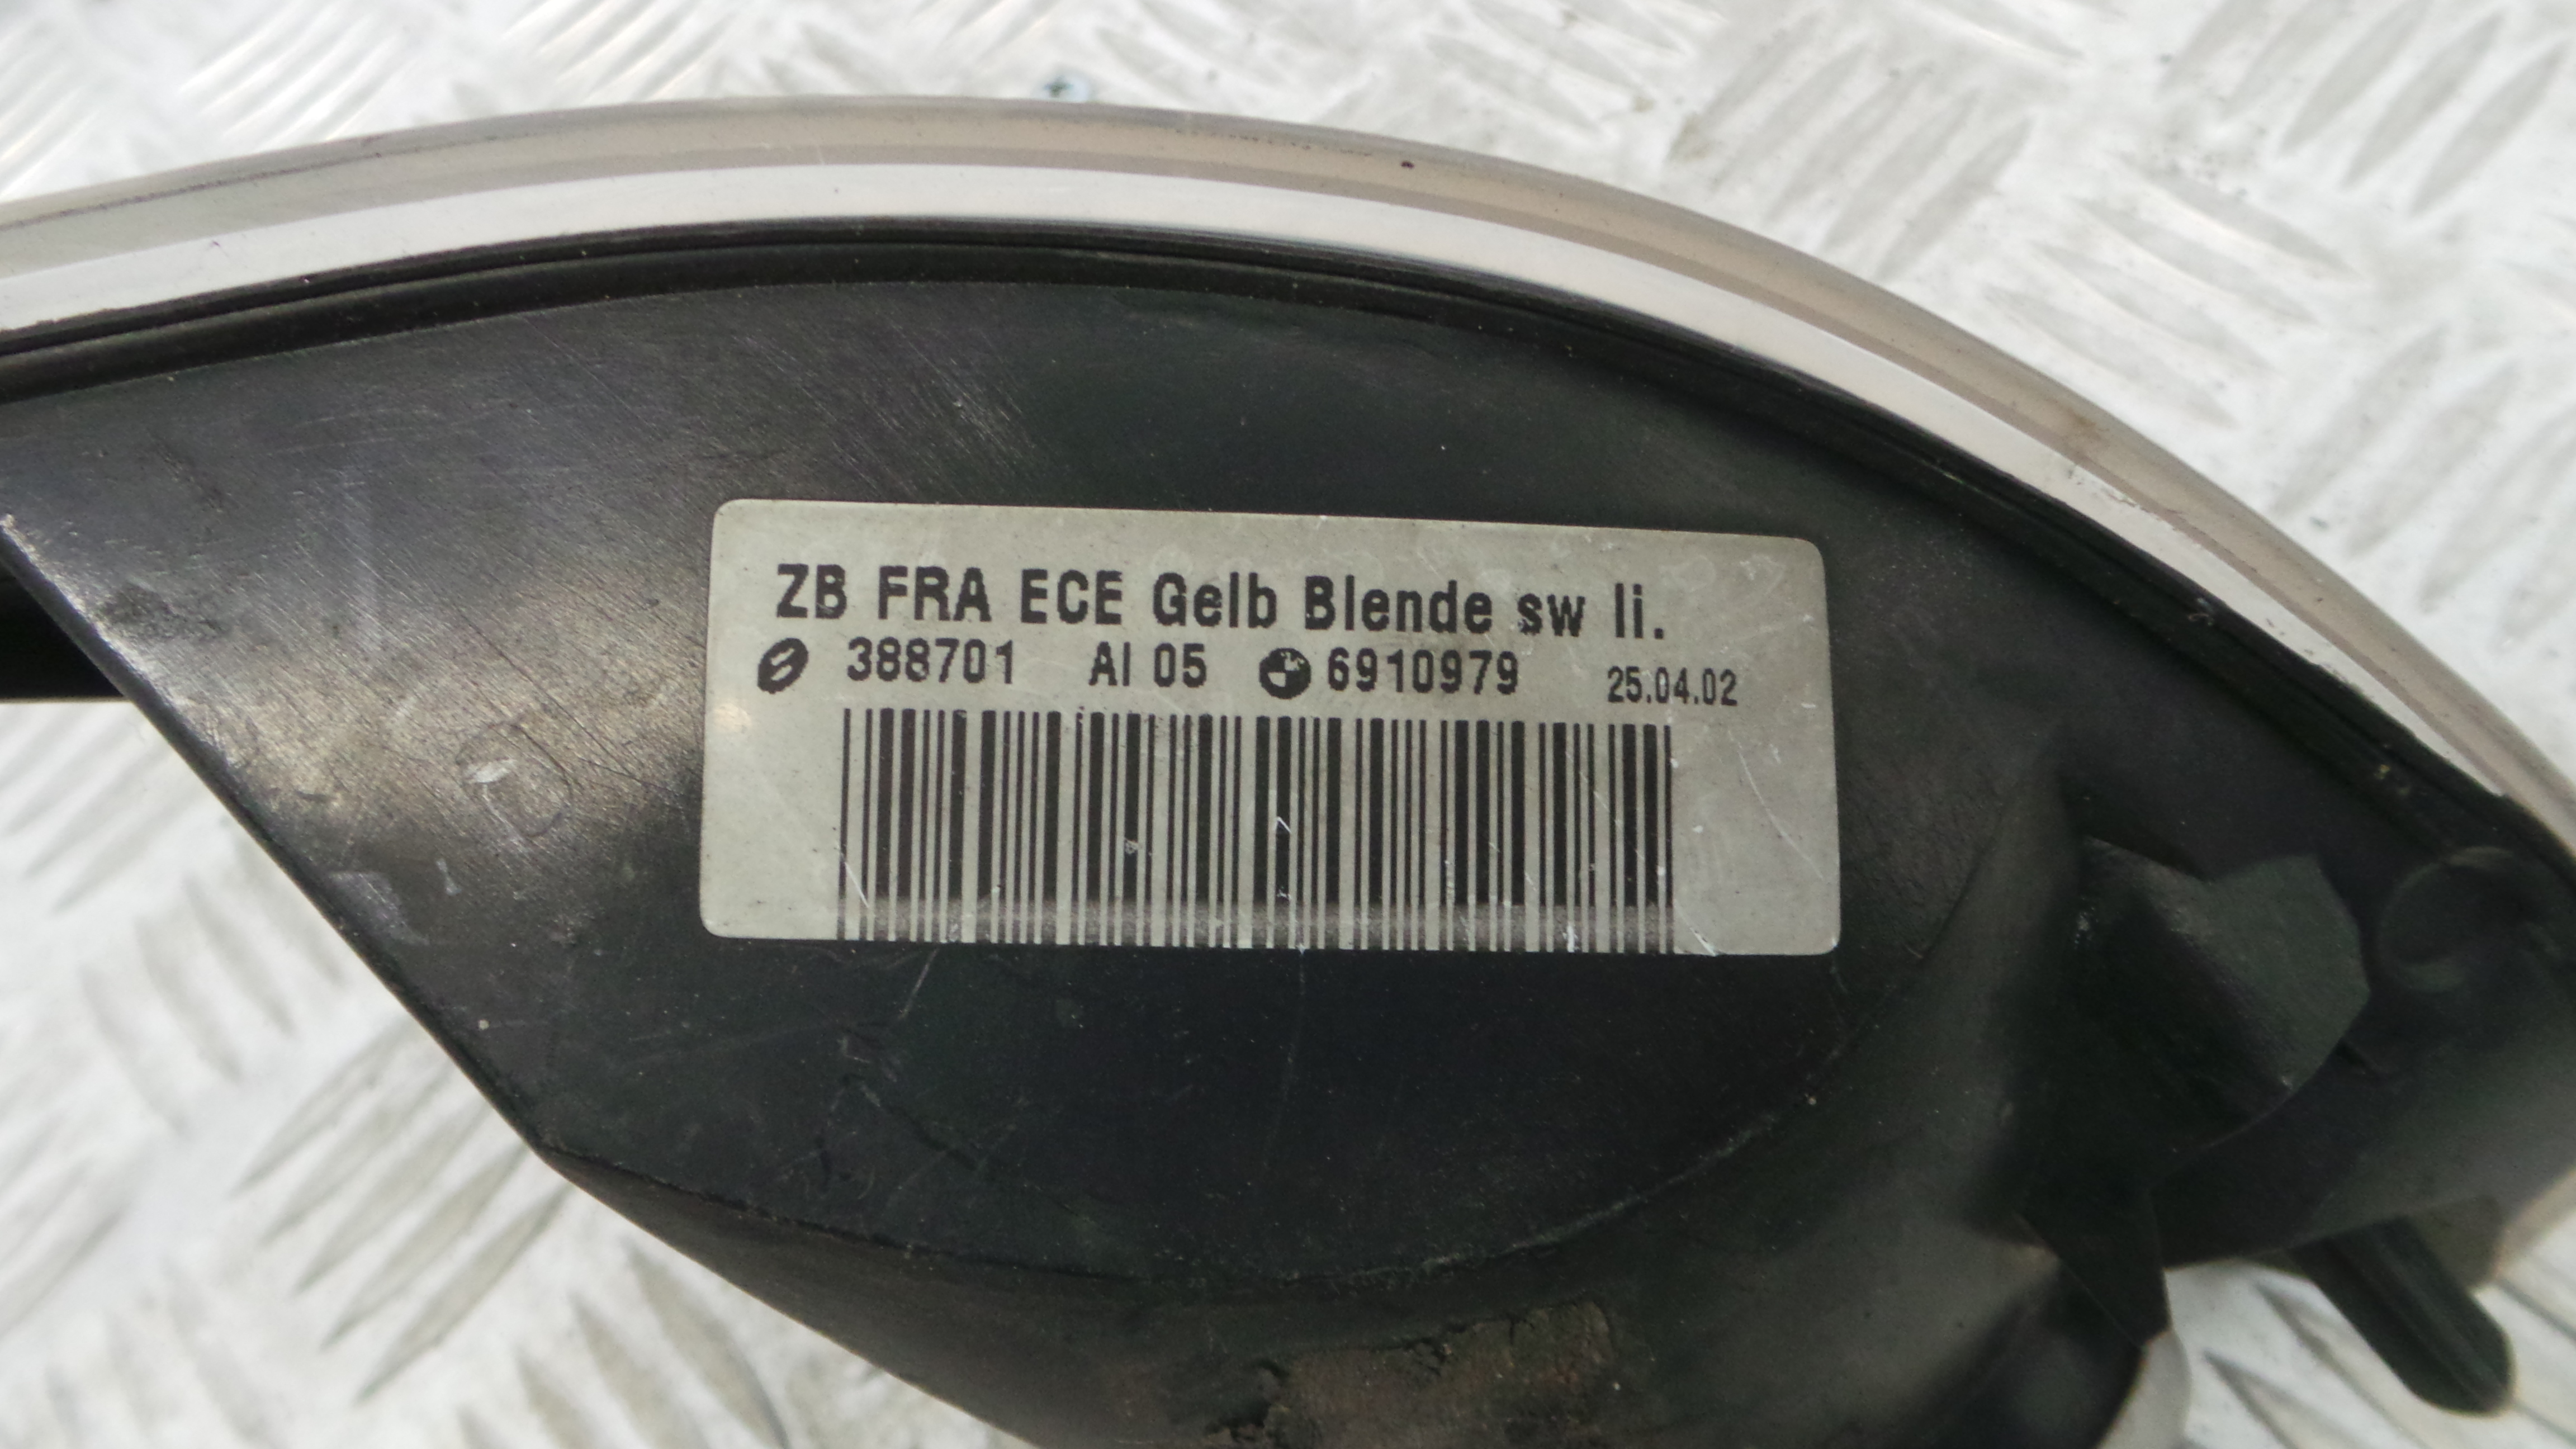 ZB FRA ECE Gelb Blende sw li.
388701 AI 05 6910979 25.04.02